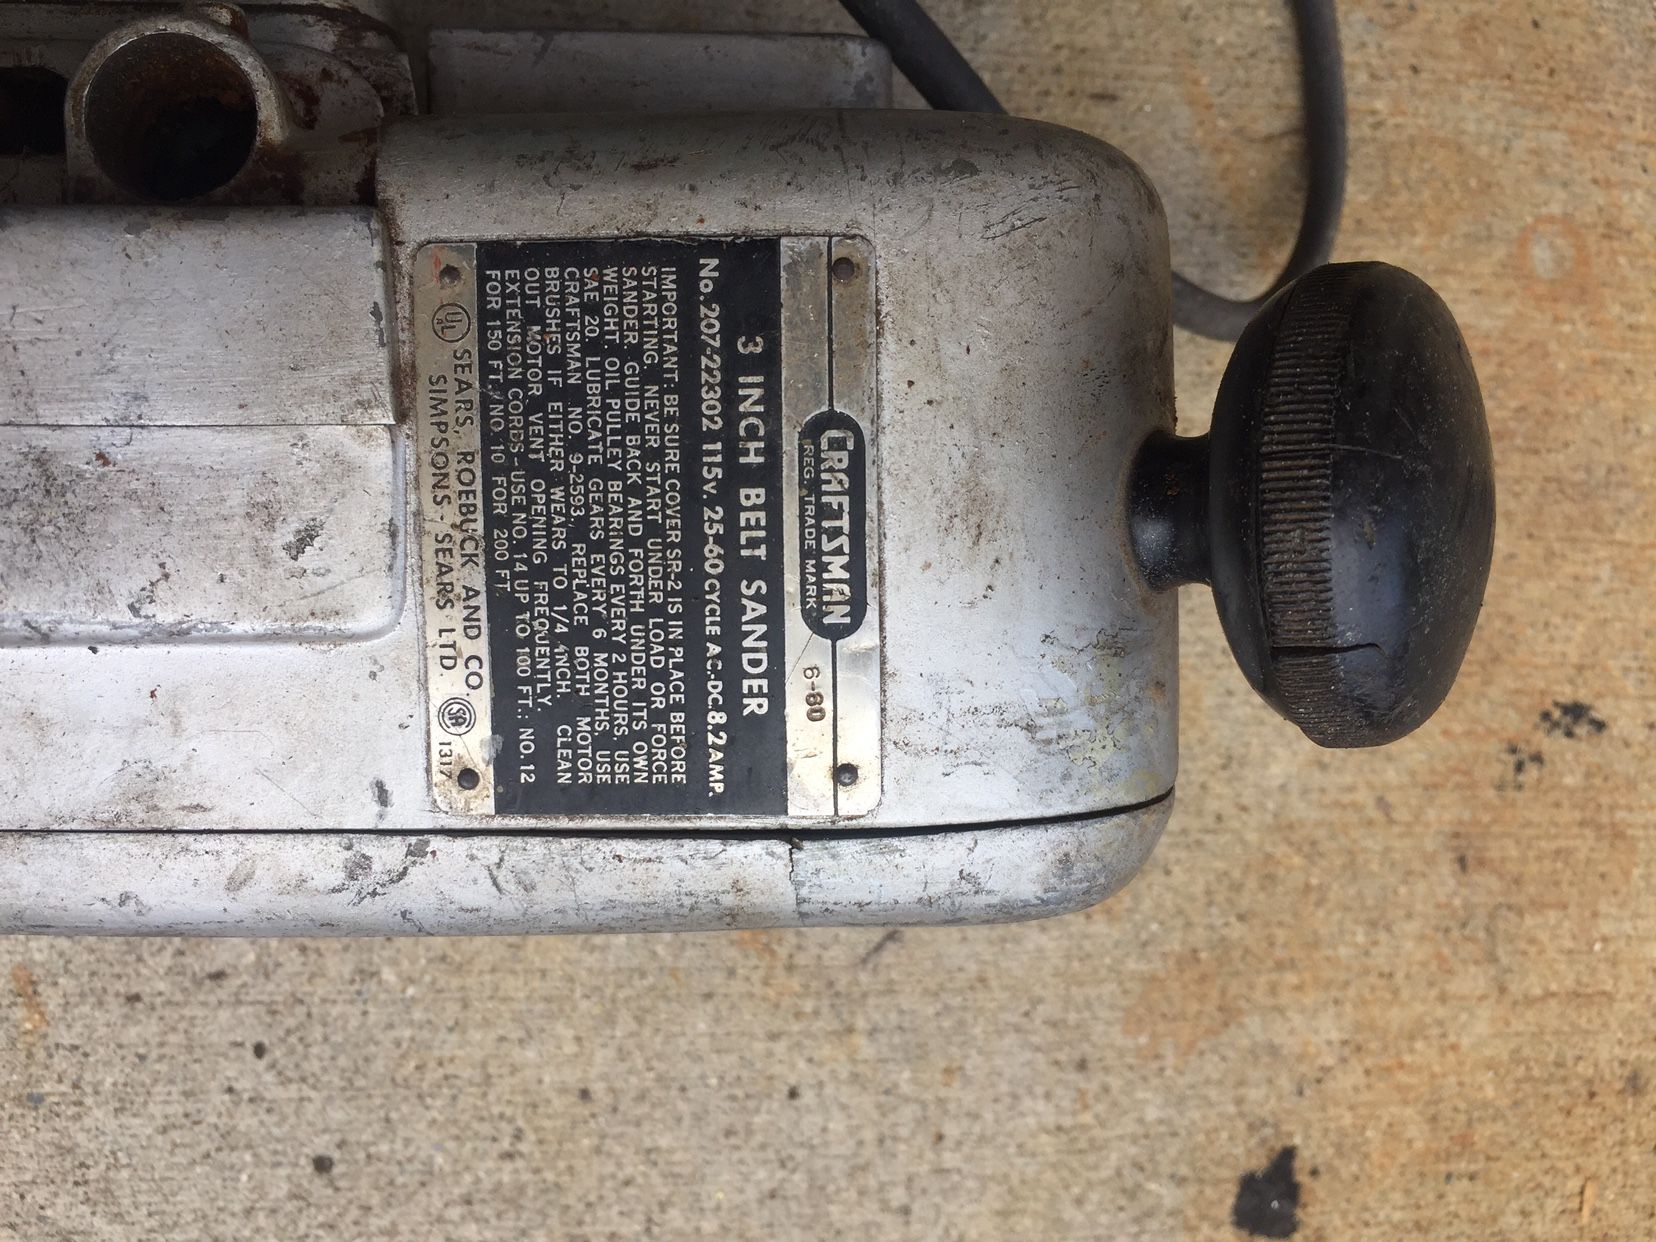 CRAFTSMAN
REG. TRADE MARK
6-60
3 INCH BELT SANDER
No. 207-22302 115v. 25-60 CYCLE AC.-DC. 8.2 AMP.
IMPORTANT: BE SURE COVER SR-2 IS IN PLACE BEFORE
STARTING. NEVER START UNDER LOAD OR FORCE
SANDER. GUIDE BACK AND FORTH UNDER ITS OWN
WEIGHT. OIL PULLEY BEARINGS EVERY 2 HOURS, USE
SAE 20. LUBRICATE GEARS EVERY 6 MONTHS, USE
CRAFTSMAN NO. 9-2593,. REPLACE BOTH MOTOR
BRUSHES IF EITHER WEARS TO 1/4 INCH. CLEAN
OUT MOTOR VENT OPENING FREQUENTLY.
EXTENSION CORDS - USE NO. 14 UP TO 100 FT.: NO. 12
FOR 150 FT./NO. 10 FOR 200 FT.
UL SEARS, ROEBUCK AND CO. SR 1317
SIMPSONS - SEARS LTD.